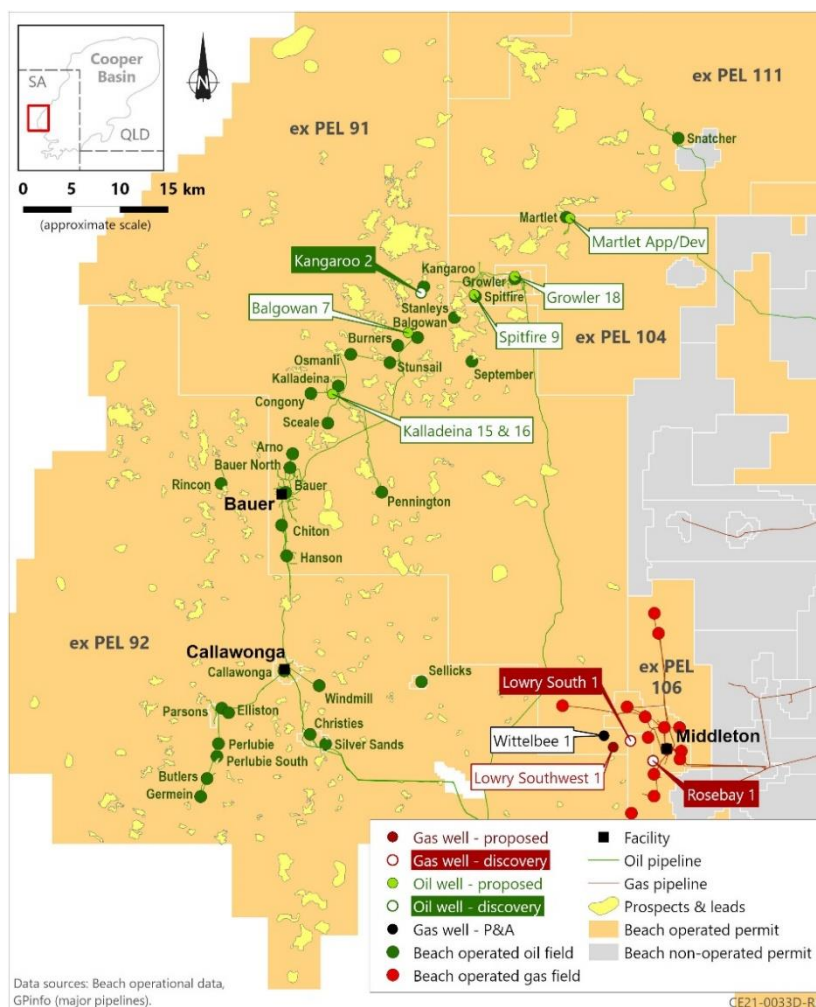 Cooper
Basin
SA
QLD
N
0 5 10 15 km
(approximate scale)
ex PEL 91
ex PEL 111
Snatcher
Martlet
Martlet App/Dev
Kangaroo 2
Kangaroo
Growler
Spitfire
Growler 18
Stanleys
Balgowan 7
Balgowan
Spitfire 9
ex PEL 104
Burners
Osmanli
Stunsail
September
Kalladeina
Congony
Kalladeina 15 & 16
Sceale
Arno
Bauer North
Rincon
Bauer
Bauer
Pennington
Chiton
Hanson
ex PEL 92
Callawonga
Callawonga
Windmill
Sellicks
ex PEL
106
Lowry South 1
Parsons
Elliston
Christies
Silver Sands
Wittelbee 1
Middleton
Perlubie
Perlubie South
Lowry Southwest 1
Butlers
Germein
Rosebay 1
Gas well - proposed
Gas well - discovery
Oil well - proposed
Oil well - discovery
Gas well - P&A
Beach operated oil field
Beach operated gas field
Facility
Oil pipeline
Gas pipeline
Prospects & leads
Beach operated permit
Beach non-operated permit
Data sources: Beach operational data,
GPinfo (major pipelines).
CE21-0033D-R